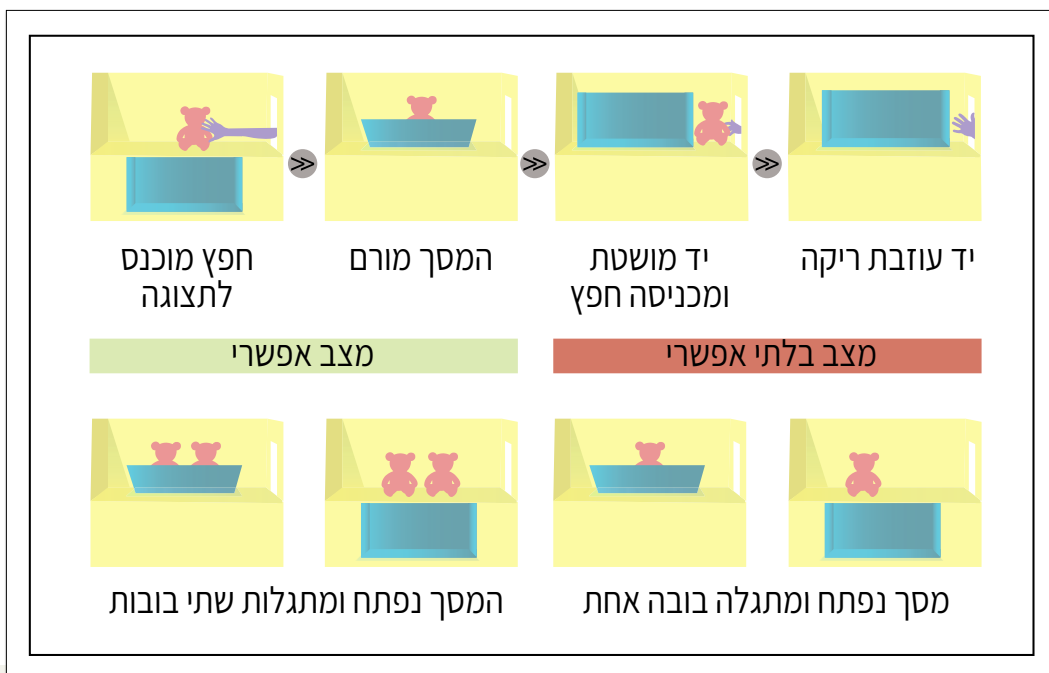 חפץ מוכנס
לתצוגה
המסך מורם
יד מושטת
ומכניסה חפץ
יד עוזבת ריקה
מצב אפשרי
מצב בלתי אפשרי
המסך נפתח ומתגלות שתי בובות
מסך נפתח ומתגלה בובה אחת